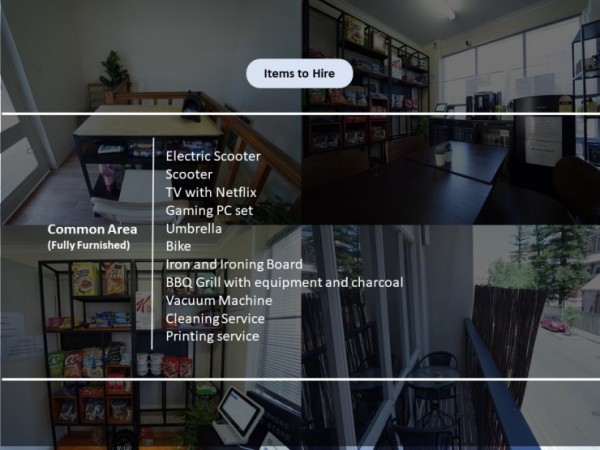 Items to Hire
Electric Scooter
Scooter
TV with Netflix
Gaming PC set
Common Area
(Fully Furnished)
Umbrella
Bike
Iron and Ironing Board
BBQ Grill with equipment and charcoal
Vacuum Machine
Cleaning Service
Printing service